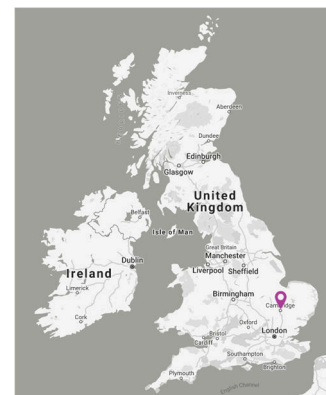 Inverness
Aberdeen
Dundee
Edinburgh
Glasgow
United
Kingdom
Belfast
Isle of Man
Great Britain
Manchester
Dublin
Liverpool
Sheffield
Ireland
Limerick
Birmingham
Cambridge
Cork
Oxford
London
Bristol
Cardiff
Southampton
Brighton
Plymouth
English Channel